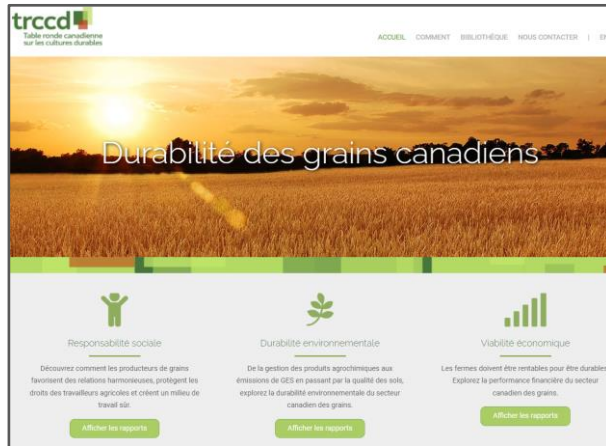 trccd
Table ronde canadienne
sur les cultures durables
ACCUEIL COMMENT BIBLIOTHÈQUE NOUS CONTACTER | EN
Durabilité des grains canadiens
Responsabilité sociale
Découvrez comment les producteurs de grains
favorisent des relations harmonieuses, protègent les
droits des travailleurs agricoles et créent un milieu de
travail sûr.
Afficher les rapports
Durabilité environnementale
De la gestion des produits agrochimiques aux
émissions de GES en passant par la qualité des sols,
explorez la durabilité environnementale du secteur
canadien des grains.
Afficher les rapports
Viabilité économique
Les fermes doivent être rentables pour être durables
Explorez la performance financière du secteur
canadien des grains.
Afficher les rapports